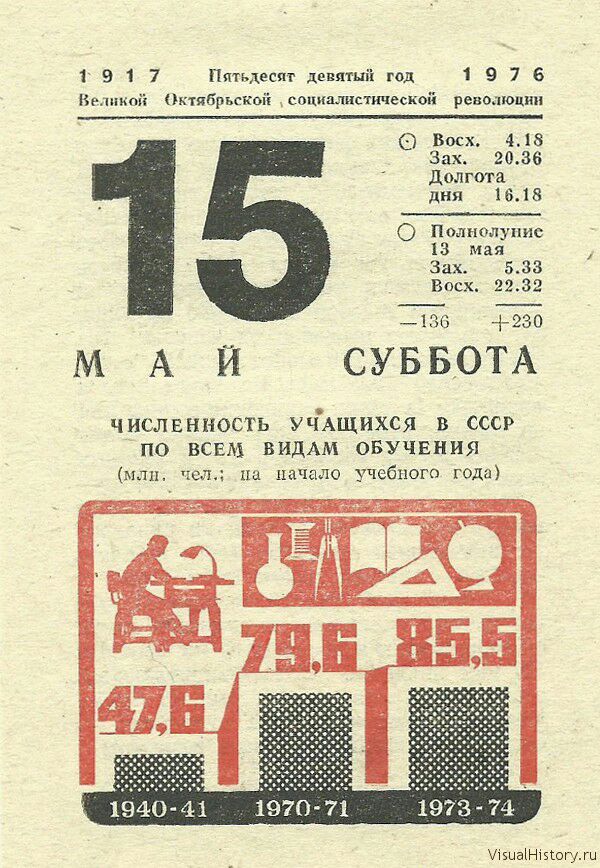 1917 Пятьдесят девятый год 1976
Великой Октябрьской социалистической революции
15
Восх. 4.18
Зах. 20.36
Долгота
дня 16.18
Полнолуние
13 мая
Зах. 5.33
Восх. 22.32
—136 +230
МАЙ СУББОТА
ЧИСЛЕННОСТЬ УЧАЩИХСЯ В СССР
ПО ВСЕМ ВИДАМ ОБУЧЕНИЯ
(млн. чел.; на начало учебного года)
47,6 79,6 85,5
1940-41 1970-71 1973-74
VisualHistory.ru